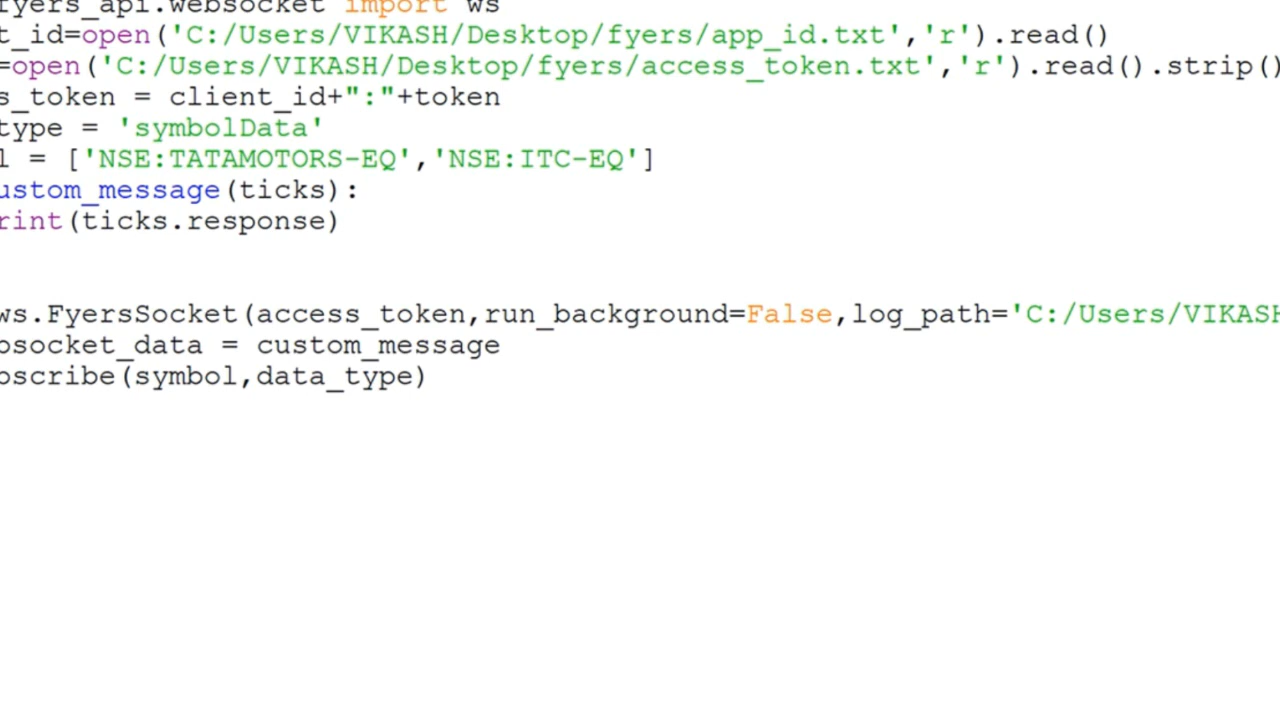 fyers_api.websocket import ws
t_id=open('C:/Users/VIKASH/Desktop/fyers/app_id.txt','r').read()
=open('C:/Users/VIKASH/Desktop/fyers/access_token.txt','r').read().strip()
s_token = client_id+":"+token
type = 'symbolData'
l = ['NSE:TATAMOTORS-EQ','NSE:ITC-EQ']
ustom_message(ticks):
rint(ticks.response)
ws.FyersSocket(access_token,run_background=False,log_path='C:/Users/VIKASH
bsocket_data = custom_message
bscribe(symbol,data_type)